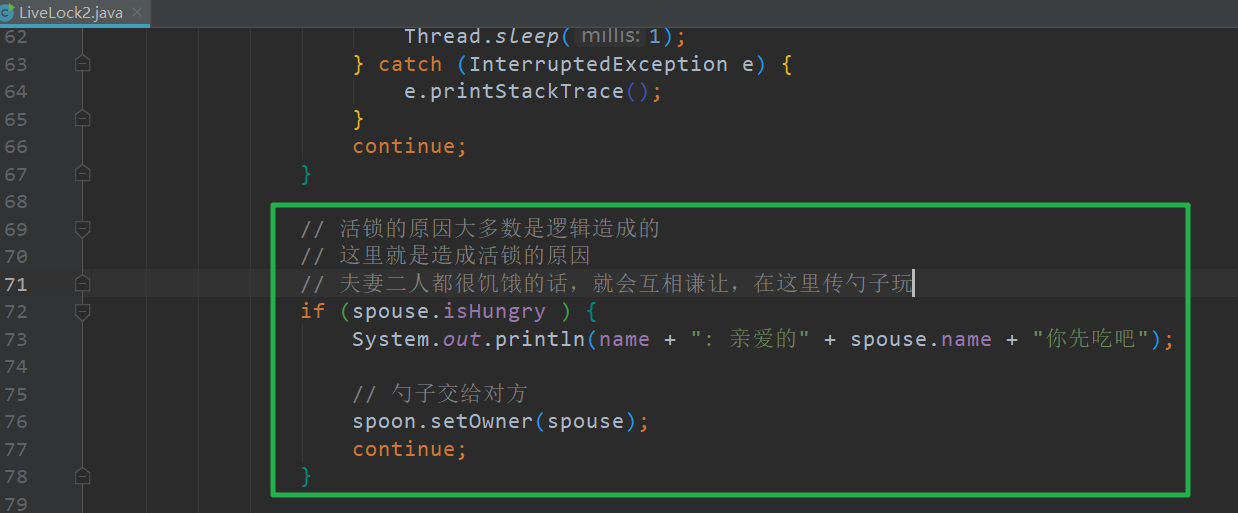 LiveLock2.java
62 Thread.sleep( millis: 1);
63 } catch (InterruptedException e) {
64 e.printStackTrace();
65 }
66 continue;
67 }
68
69 // 活锁的原因大多数是逻辑造成的
70 // 这里就是造成活锁的原因
71 // 夫妻二人都很饥饿的话，就会互相谦让，在这里传勺子玩
72 if (spouse.isHungry ) {
73 System.out.println(name + ": 亲爱的" + spouse.name + "你先吃吧");
74
75 // 勺子交给对方
76 spoon.setOwner(spouse);
77 continue;
78 }
79